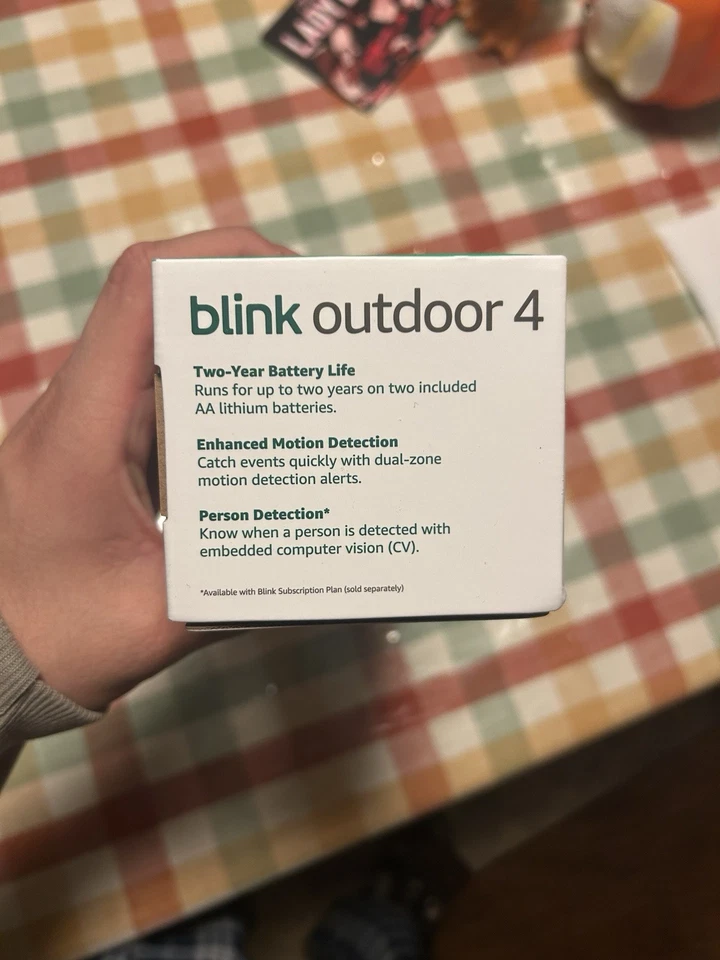 LADY
blink outdoor 4
Two-Year Battery Life
Runs for up to two years on two included
AA lithium batteries.
Enhanced Motion Detection
Catch events quickly with dual-zone
motion detection alerts.
Person Detection*
Know when a person is detected with
embedded computer vision (CV).
*Available with Blink Subscription Plan (sold separately)